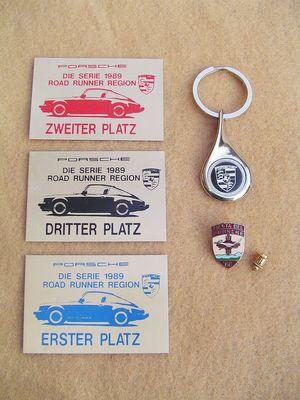 PORSCHE
DIE SERIE 1989
ROAD RUNNER REGION
ZWEITER PLATZ
PORSCHE
DIE SERIE 1989
ROAD RUNNER REGION
DRITTER PLATZ
PORSCHE
DIE SERIE 1989
ROAD RUNNER REGION
ERSTER PLATZ